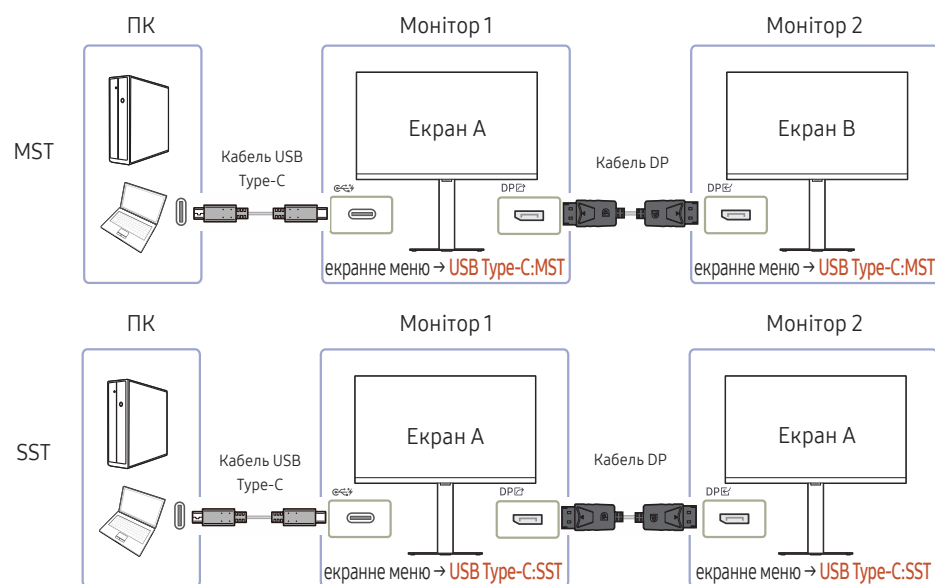 ПК
Монітор 1
Монітор 2
MST
Кабель USB
Type-C
Екран A
DP
Кабель DP
DP
Екран B
екранне меню → USB Type-C:MST
екранне меню → USB Type-C:MST
ПК
Монітор 1
Монітор 2
SST
Кабель USB
Type-C
Екран A
DP
Кабель DP
DP
Екран A
екранне меню → USB Type-C:SST
екранне меню → USB Type-C:SST